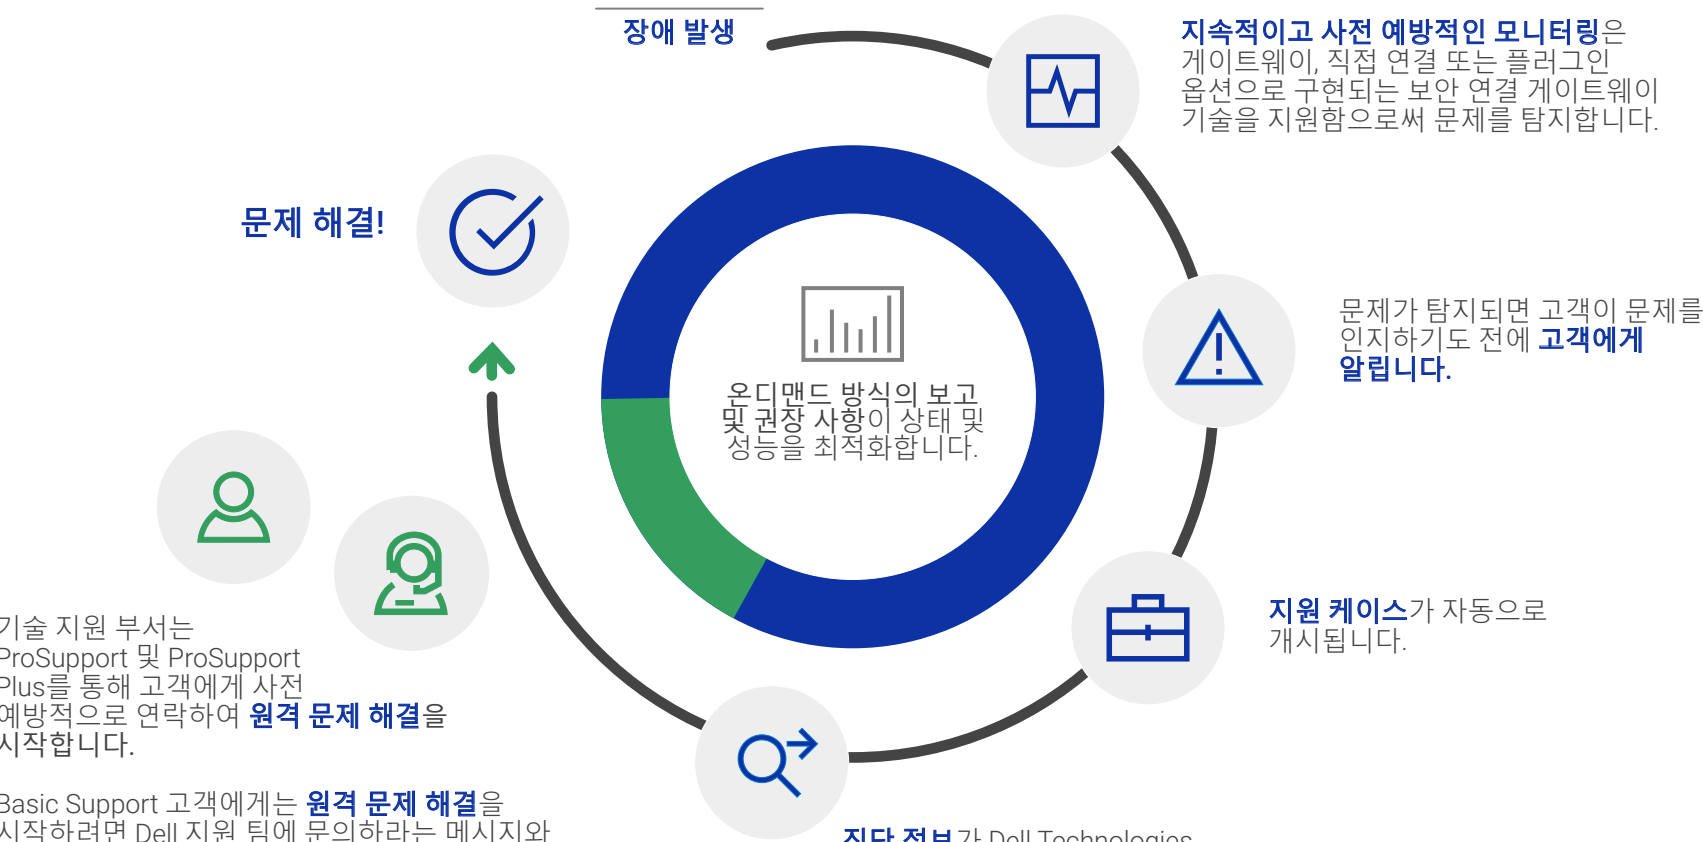 장애 발생
지속적이고 사전 예방적인 모니터링은
게이트웨이, 직접 연결 또는 플러그인
옵션으로 구현되는 보안 연결 게이트웨이
기술을 지원함으로써 문제를 탐지합니다.
문제 해결!
문제가 탐지되면 고객이 문제를
인지하기도 전에 고객에게
알립니다.
온디맨드 방식의 보고
및 권장 사항이 상태 및
성능을 최적화합니다.
지원 케이스가 자동으로
개시됩니다.
기술 지원 부서는
ProSupport 및 ProSupport
Plus를 통해 고객에게 사전
예방적으로 연락하여 원격 문제 해결을
시작합니다.
Basic Support 고객에게는 원격 문제 해결을
시작하려면 Dell 지원 팀에 문의하라는 메시지와
진단 정보가 Dell Technologies